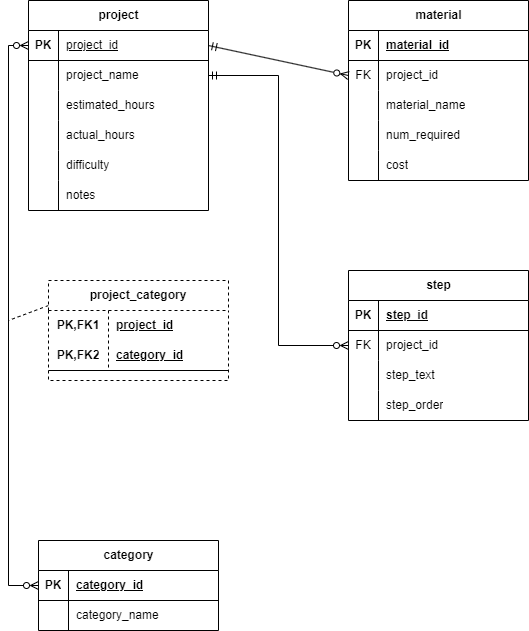 project
PK project_id
project_name
estimated_hours
actual_hours
difficulty
notes
material
PK material_id
FK project_id
material_name
num_required
cost
project_category
PK,FK1 project_id
PK,FK2 category_id
step
PK step_id
FK project_id
step_text
step_order
category
PK category_id
category_name